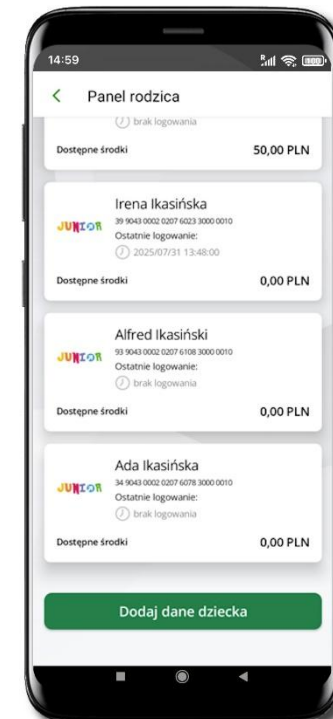 14:59
Panel rodzica
brak logowania
Dostępne środki 50,00 PLN
Irena Ikasińska
JUNIOR 39 9043 0002 0207 6023 3000 0010
Ostatnie logowanie:
2025/07/31 13:48:00
Dostępne środki 0,00 PLN
Alfred Ikasiński
JUNIOR 93 9043 0002 0207 6108 3000 0010
Ostatnie logowanie:
brak logowania
Dostępne środki 0,00 PLN
Ada Ikasińska
JUNIOR 34 9043 0002 0207 6078 3000 0010
Ostatnie logowanie:
brak logowania
Dostępne środki 0,00 PLN
Dodaj dane dziecka